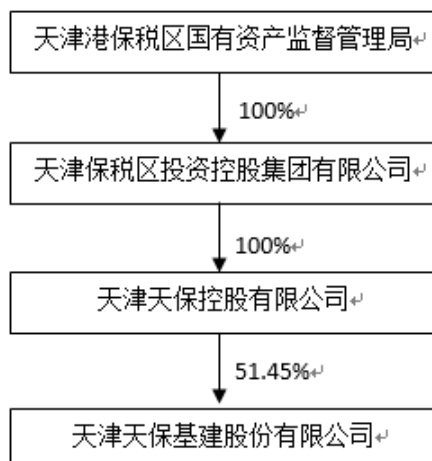 天津港保税区国有资产监督管理局
100%
天津保税区投资控股集团有限公司
100%
天津天保控股有限公司
51.45%
天津天保基建股份有限公司